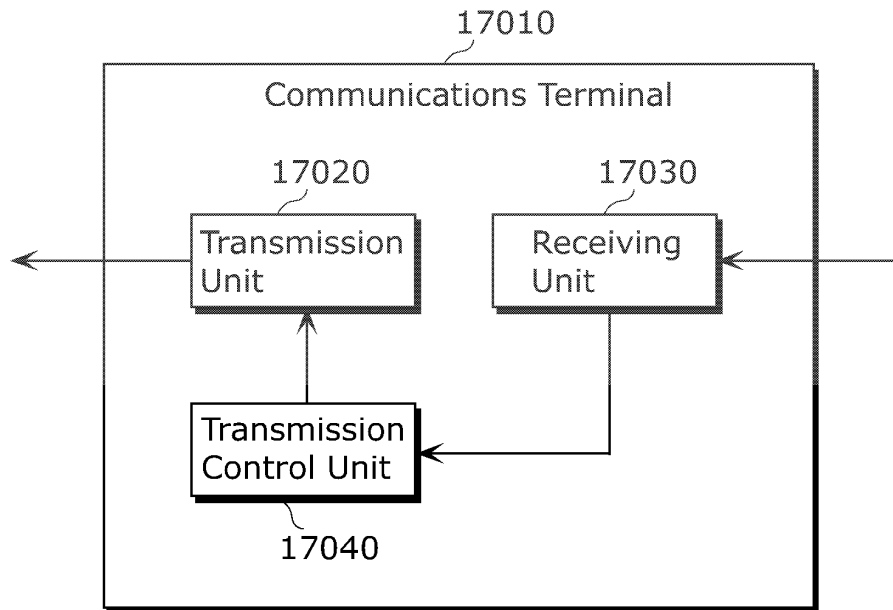 17010
Communications Terminal
17020
Transmission
Unit
17030
Receiving
Unit
Transmission
Control Unit
17040